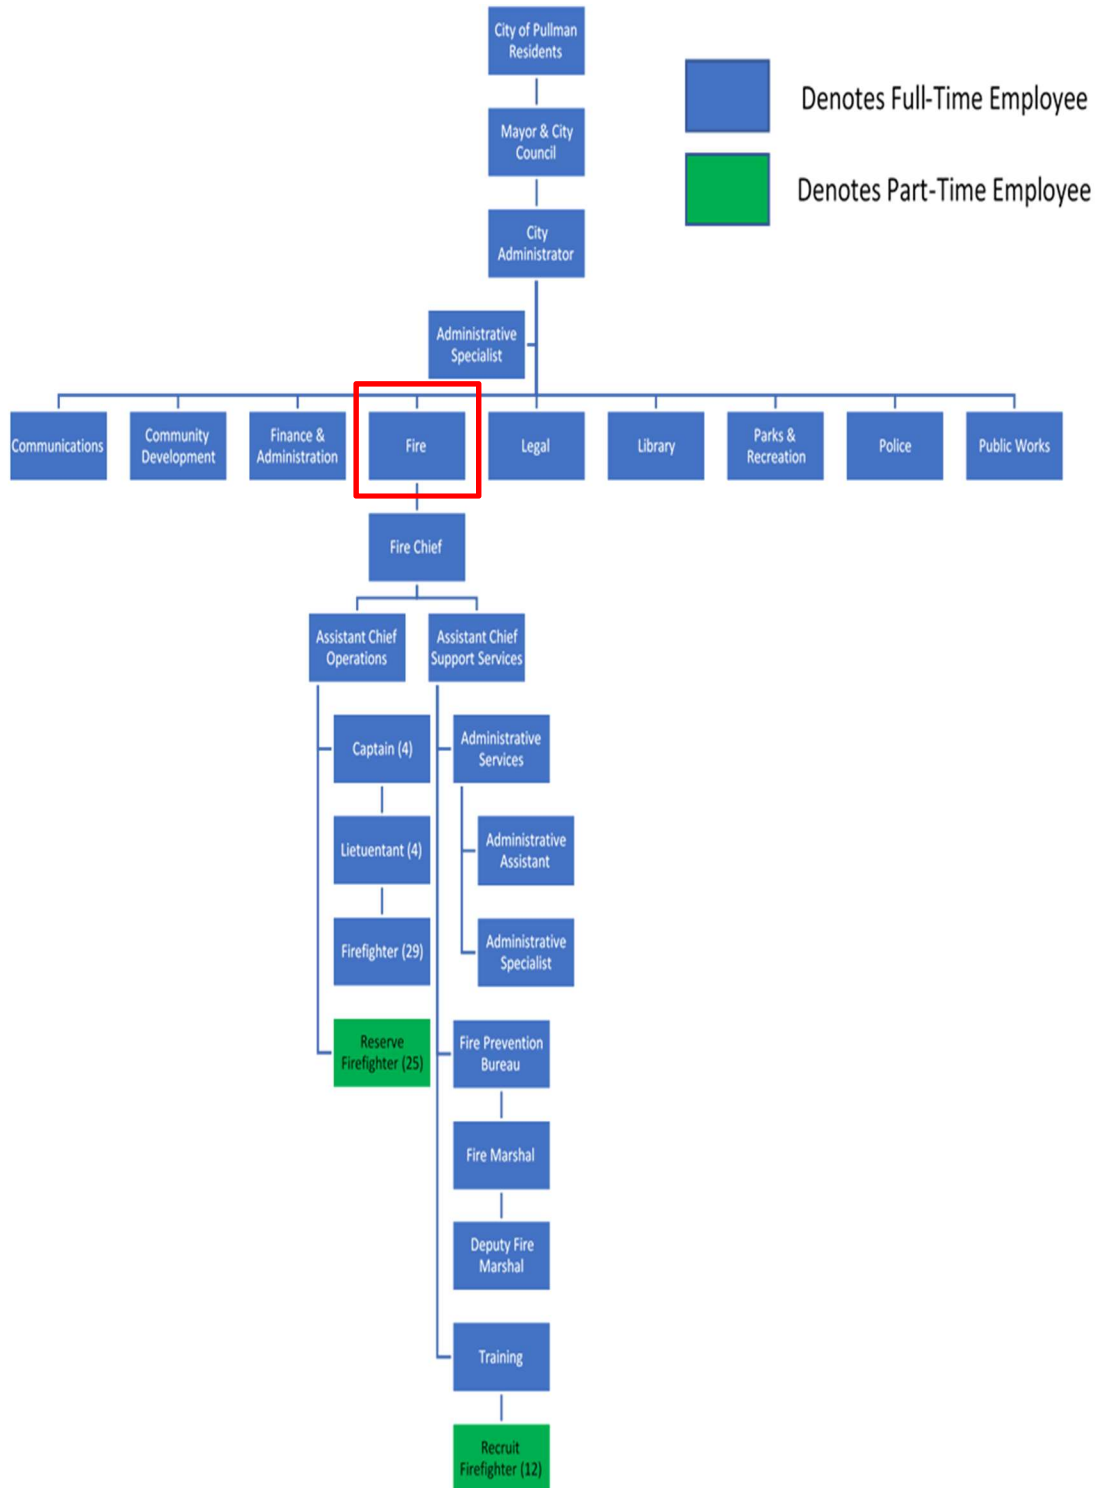 City of Pullman
Residents
Denotes Full-Time Employee
Mayor & City
Council
Denotes Part-Time Employee
City
Administrator
Administrative
Specialist
Communications
Community
Development
Finance &
Administration
Fire
Legal
Library
Parks &
Recreation
Police
Public Works
Fire Chief
Assistant Chief
Operations
Assistant Chief
Support Services
Captain (4)
Administrative
Services
Lietuentant (4)
Administrative
Assistant
Firefighter (29)
Administrative
Specialist
Reserve
Firefighter (25)
Fire Prevention
Bureau
Fire Marshal
Deputy Fire
Marshal
Training
Recruit
Firefighter (12)